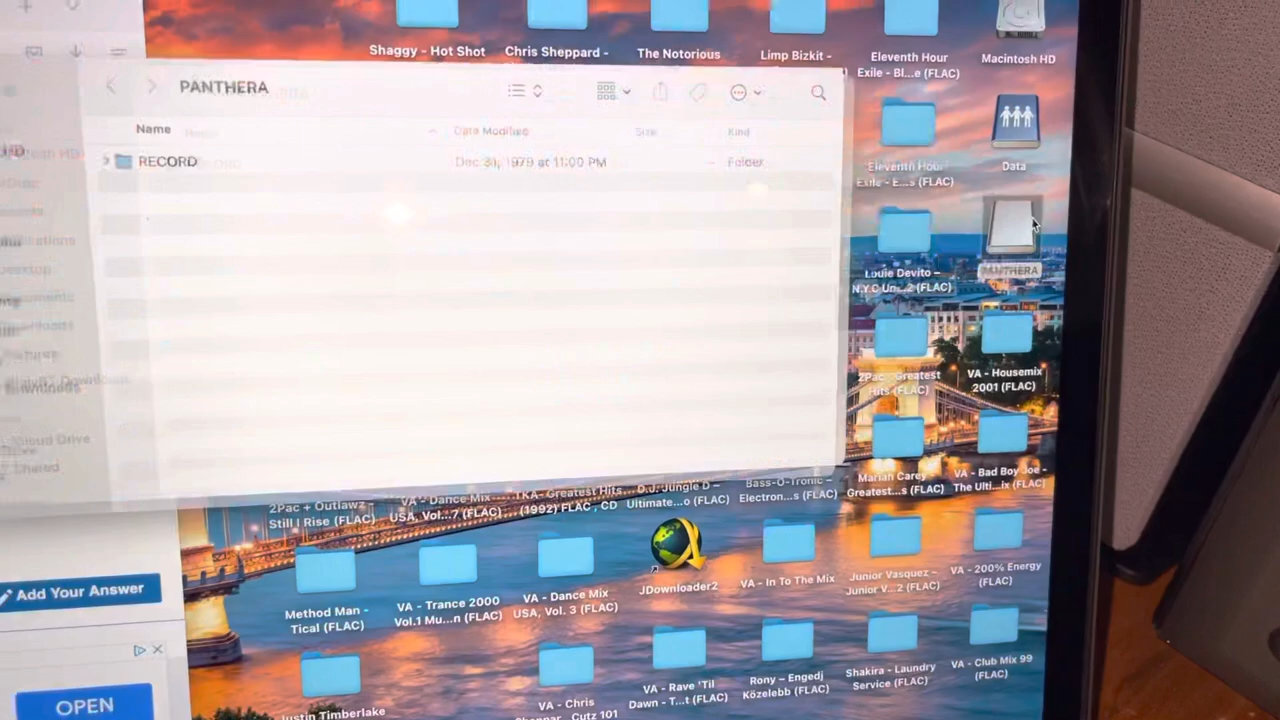 Shaggy - Hot Shot
Chris Sheppard -
The Notorious
Limp Bizkit -
Eleventh Hour
Exile - Bl...e (FLAC)
Macintosh HD
PANTHERA
Name
Date Modified
Size
Kind
RECORD
Dec 31, 1979 at 11:00 PM
Folder
Eleventh Hour
Exile - E...s (FLAC)
Data
Louie Devito –
N.Y.C Un...2 (FLAC)
PANTHERA
2Pac - Greatest
Hits (FLAC)
VA - Housemix
2001 (FLAC)
Mariah Carey -
Greatest...s (FLAC)
VA - Bad Boy Joe -
The Ulti...ix (FLAC)
2Pac + Outlawz -
Still I Rise (FLAC)
VA - Dance Mix
USA, Vol....7 (FLAC)
TKA- Greatest Hits
(1992) FLAC , CD
D.J. Jungle D –
Ultimate...o (FLAC)
Bass-O-Tronic –
Electron...s (FLAC)
Method Man -
Tical (FLAC)
VA - Trance 2000
Vol.1 Mu...n (FLAC)
VA - Dance Mix
USA, Vol. 3 (FLAC)
JDownloader2
VA - In To The Mix
Junior Vasquez –
Junior V...2 (FLAC)
VA - 200% Energy
(FLAC)
Add Your Answer
OPEN
Justin Timberlake
VA - Chris
Sheppar...Cutz 101
VA - Rave 'Til
Dawn - T...t (FLAC)
Rony – Engedj
Közelebb (FLAC)
Shakira - Laundry
Service (FLAC)
VA - Club Mix 99
(FLAC)